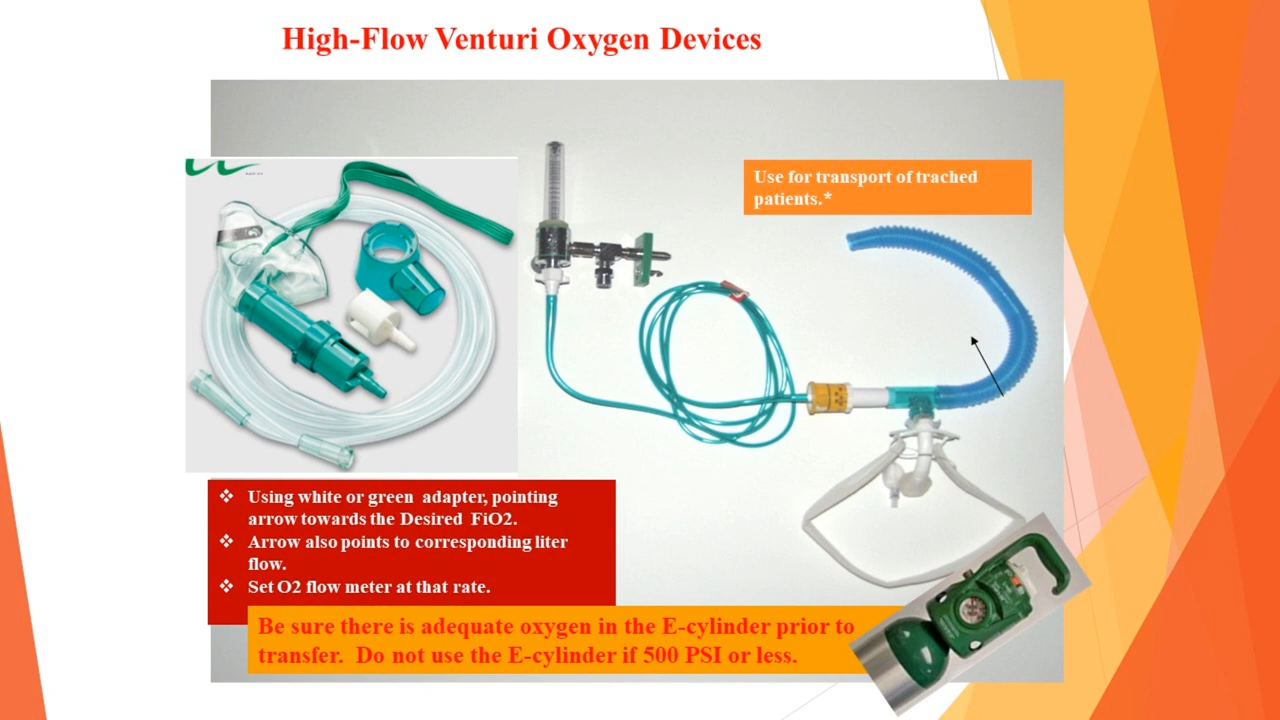 High-Flow Venturi Oxygen Devices
Use for transport of trached
patients.*
❖ Using white or green adapter, pointing
arrow towards the Desired FiO2.
❖ Arrow also points to corresponding liter
flow.
❖ Set O2 flow meter at that rate.
Be sure there is adequate oxygen in the E-cylinder prior to
transfer. Do not use the E-cylinder if 500 PSI or less.